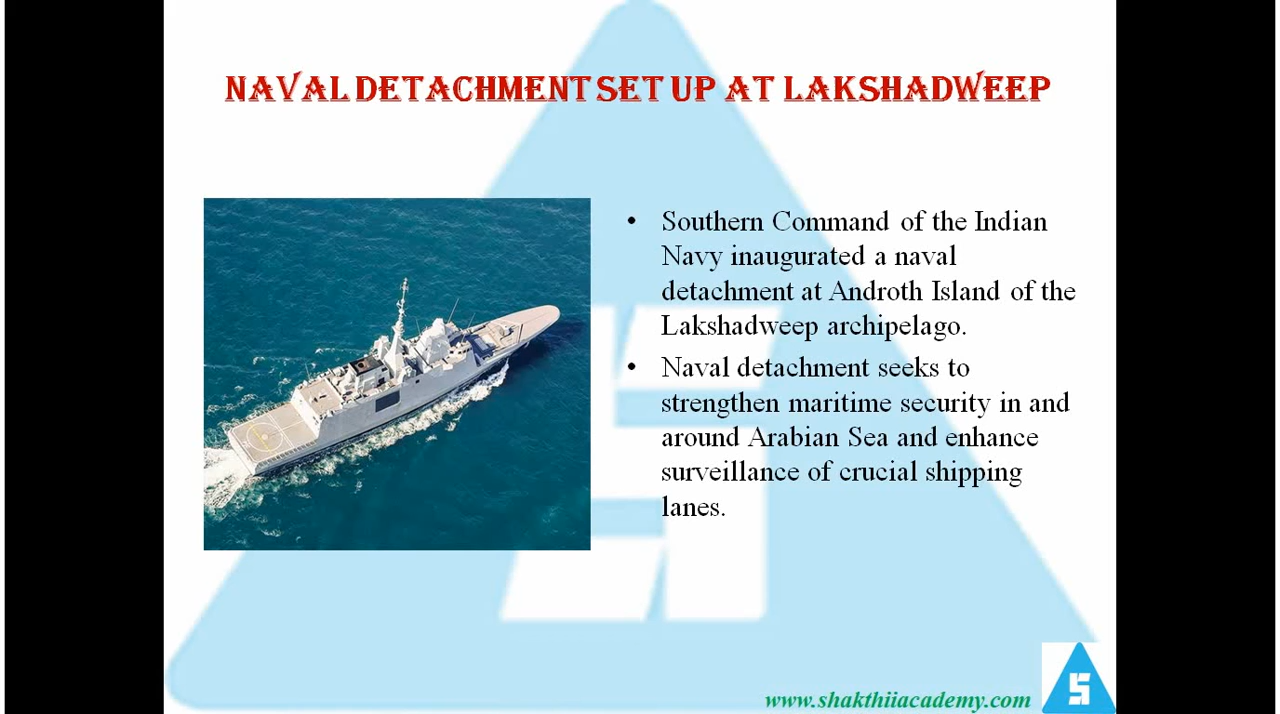 NAVAL DETACHMENT SET UP AT LAKSHADWEEP
• Southern Command of the Indian
Navy inaugurated a naval
detachment at Androth Island of the
Lakshadweep archipelago.
• Naval detachment seeks to
strengthen maritime security in and
around Arabian Sea and enhance
surveillance of crucial shipping
lanes.
www.shakthiiacademy.com